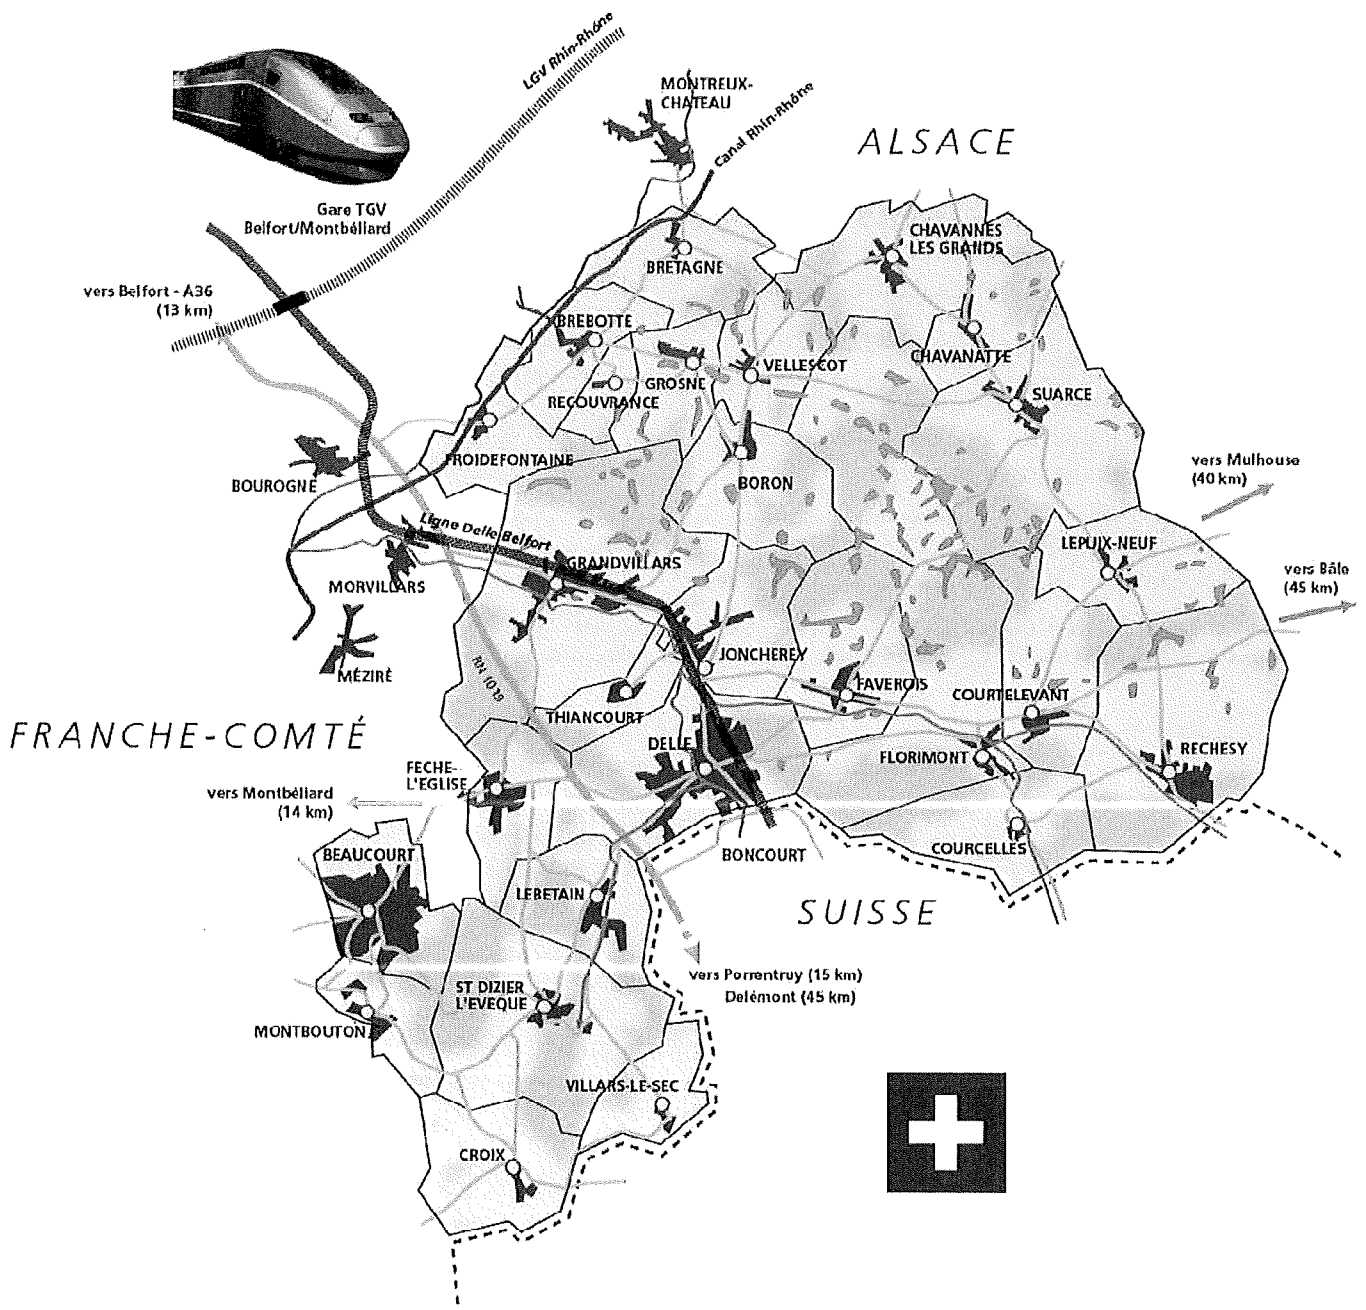 LGV Rhin-Rhône
MONTREUX-
CHATEAU
Canal Rhin-Rhône
ALSACE
Gare TGV
Belfort/Montbéliard
CHAVANNES
LES GRANDS
BRETAGNE
vers Belfort - A36
(13 km)
BREBOTTE
CHAVANATTE
VELLESCOT
GROSNE
SUARCE
RECOUVRANCE
FROIDEFONTAINE
vers Mulhouse
(40 km)
BOUROGNE
BORON
Ligne Delle-Belfort
LEPUIX-NEUF
GRANDVILLARS
vers Bâle
(45 km)
MORVILLARS
JONCHEREY
MÉZIRÉ
RN 1019
FAVEROIS
COURTELEVANT
THIANCOURT
FRANCHE-COMTÉ
DELLE
FLORIMONT
RECHESY
FECHE-
L'EGLISE
vers Montbéliard
(14 km)
BEAUCOURT
BONCOURT
COURCELLES
LEBETAIN
SUISSE
vers Porrentruy (15 km)
Delémont (45 km)
ST DIZIER
L'EVEQUE
MONTBOUTON
VILLARS-LE-SEC
CROIX